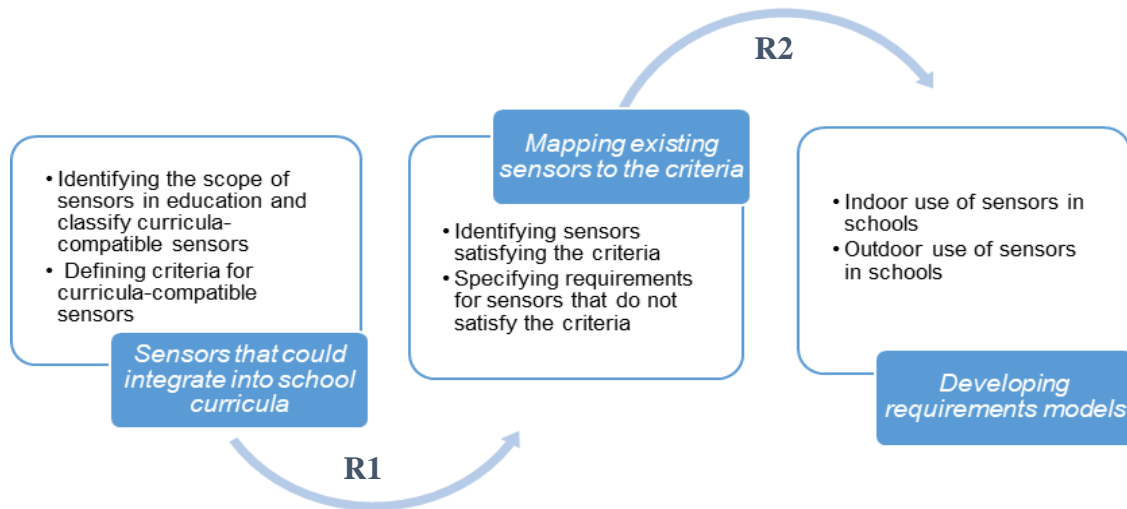 • Identifying the scope of
sensors in education and
classify curricula-
compatible sensors
• Defining criteria for
curricula-compatible
sensors
Sensors that could
integrate into school
curricula
R1
Mapping existing
sensors to the criteria
• Identifying sensors
satisfying the criteria
• Specifying requirements
for sensors that do not
satisfy the criteria
R2
• Indoor use of sensors in
schools
• Outdoor use of sensors
in schools
Developing
requirements models